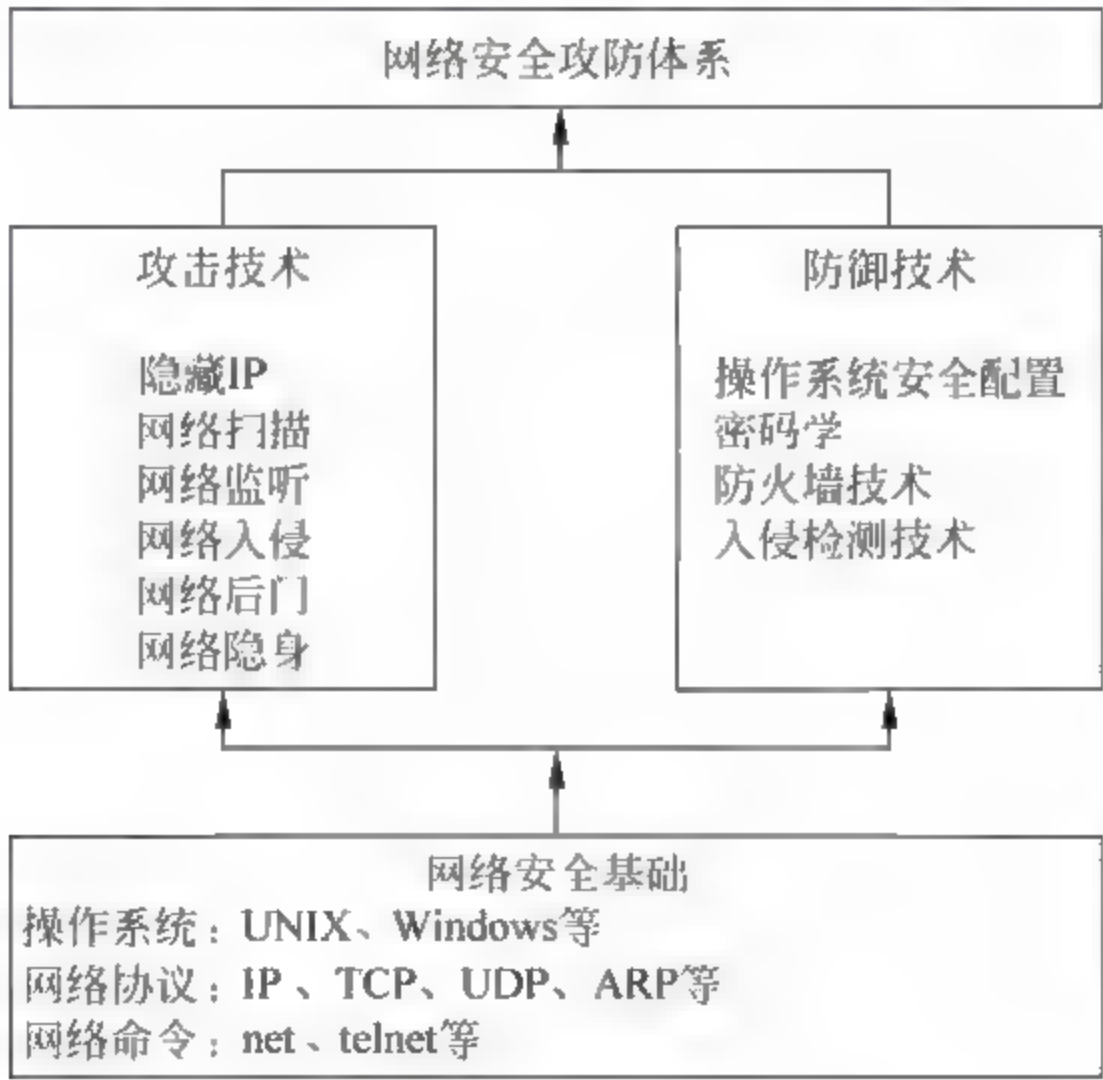 网络安全攻防体系
攻击技术
隐藏IP
网络扫描
网络监听
网络入侵
网络后门
网络隐身
防御技术
操作系统安全配置
密码学
防火墙技术
入侵检测技术
网络安全基础
操作系统：UNIX、Windows等
网络协议：IP、TCP、UDP、ARP等
网络命令：net、telnet等